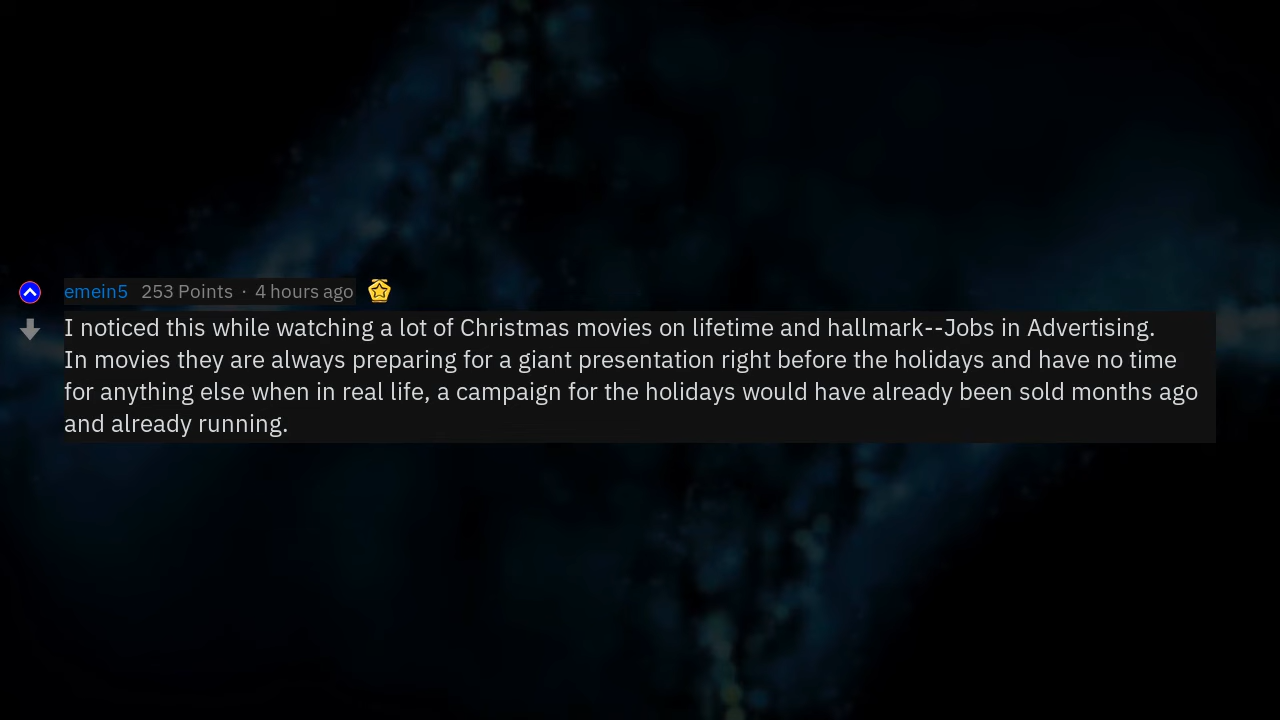 emein5 253 Points · 4 hours ago
I noticed this while watching a lot of Christmas movies on lifetime and hallmark--Jobs in Advertising.
In movies they are always preparing for a giant presentation right before the holidays and have no time
for anything else when in real life, a campaign for the holidays would have already been sold months ago
and already running.